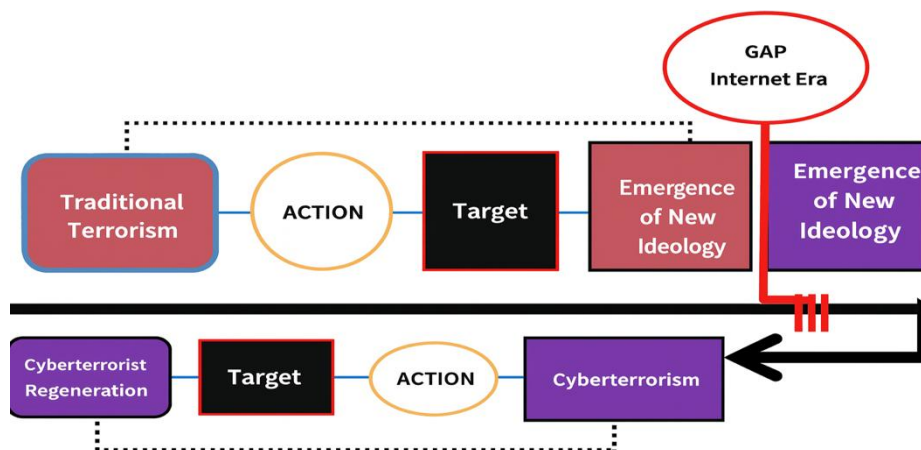 GAP
Internet Era
Traditional
Terrorism
ACTION
Target
Emergence
of New
Ideology
Emergence
of New
Ideology
Cyberterrorist
Regeneration
Target
ACTION
Cyberterrorism